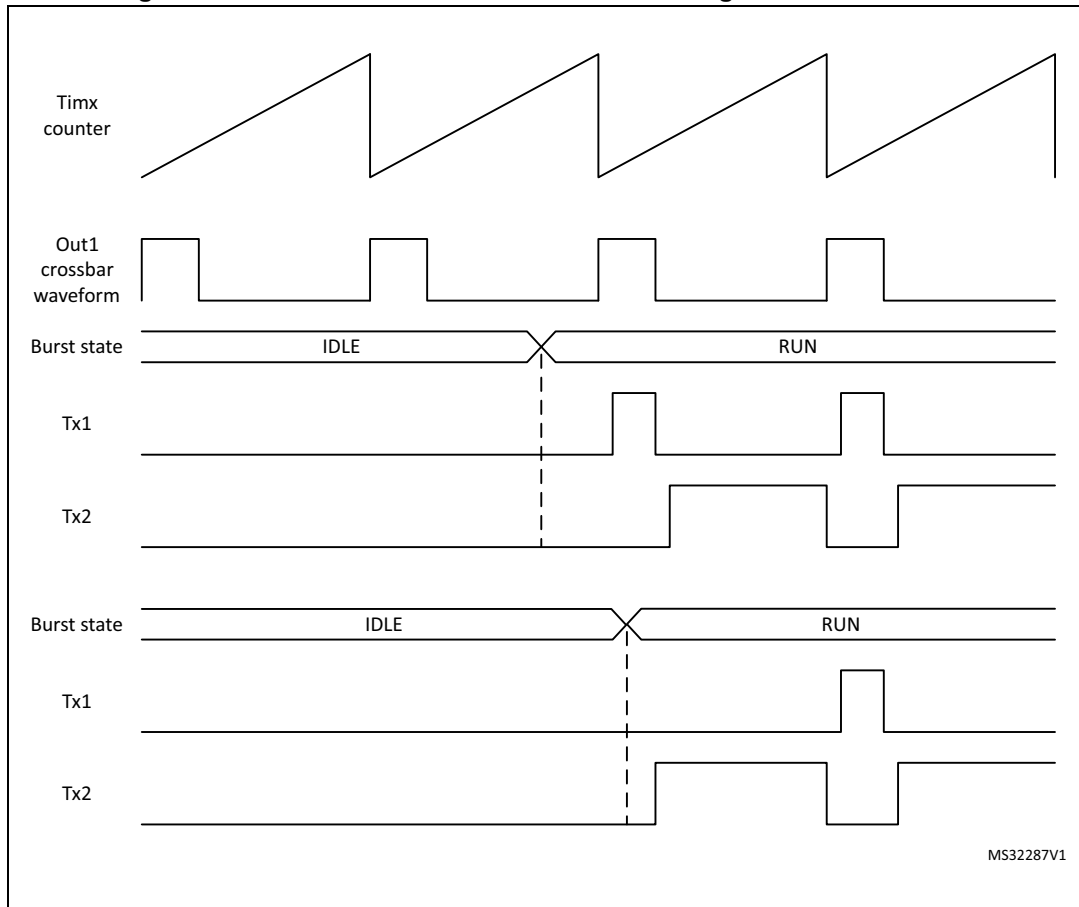 Timx
counter
Out1
crossbar
waveform
Burst state
IDLE
RUN
Tx1
Tx2
Burst state
IDLE
RUN
Tx1
Tx2
MS32287V1